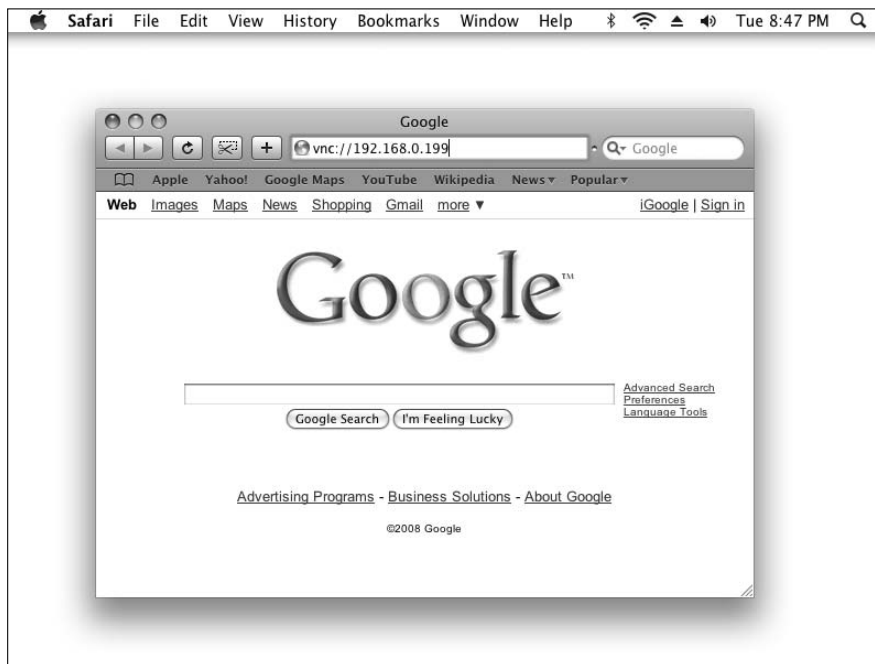 Safari File Edit View History Bookmarks Window Help Tue 8:47 PM
Google
vnc://192.168.0.199 Google
Apple Yahoo! Google Maps YouTube Wikipedia News▾ Popular▾
Web Images Maps News Shopping Gmail more ▼ iGoogle | Sign in
Google™
Advanced Search
Preferences
Language Tools
Google Search I'm Feeling Lucky
Advertising Programs - Business Solutions - About Google
©2008 Google